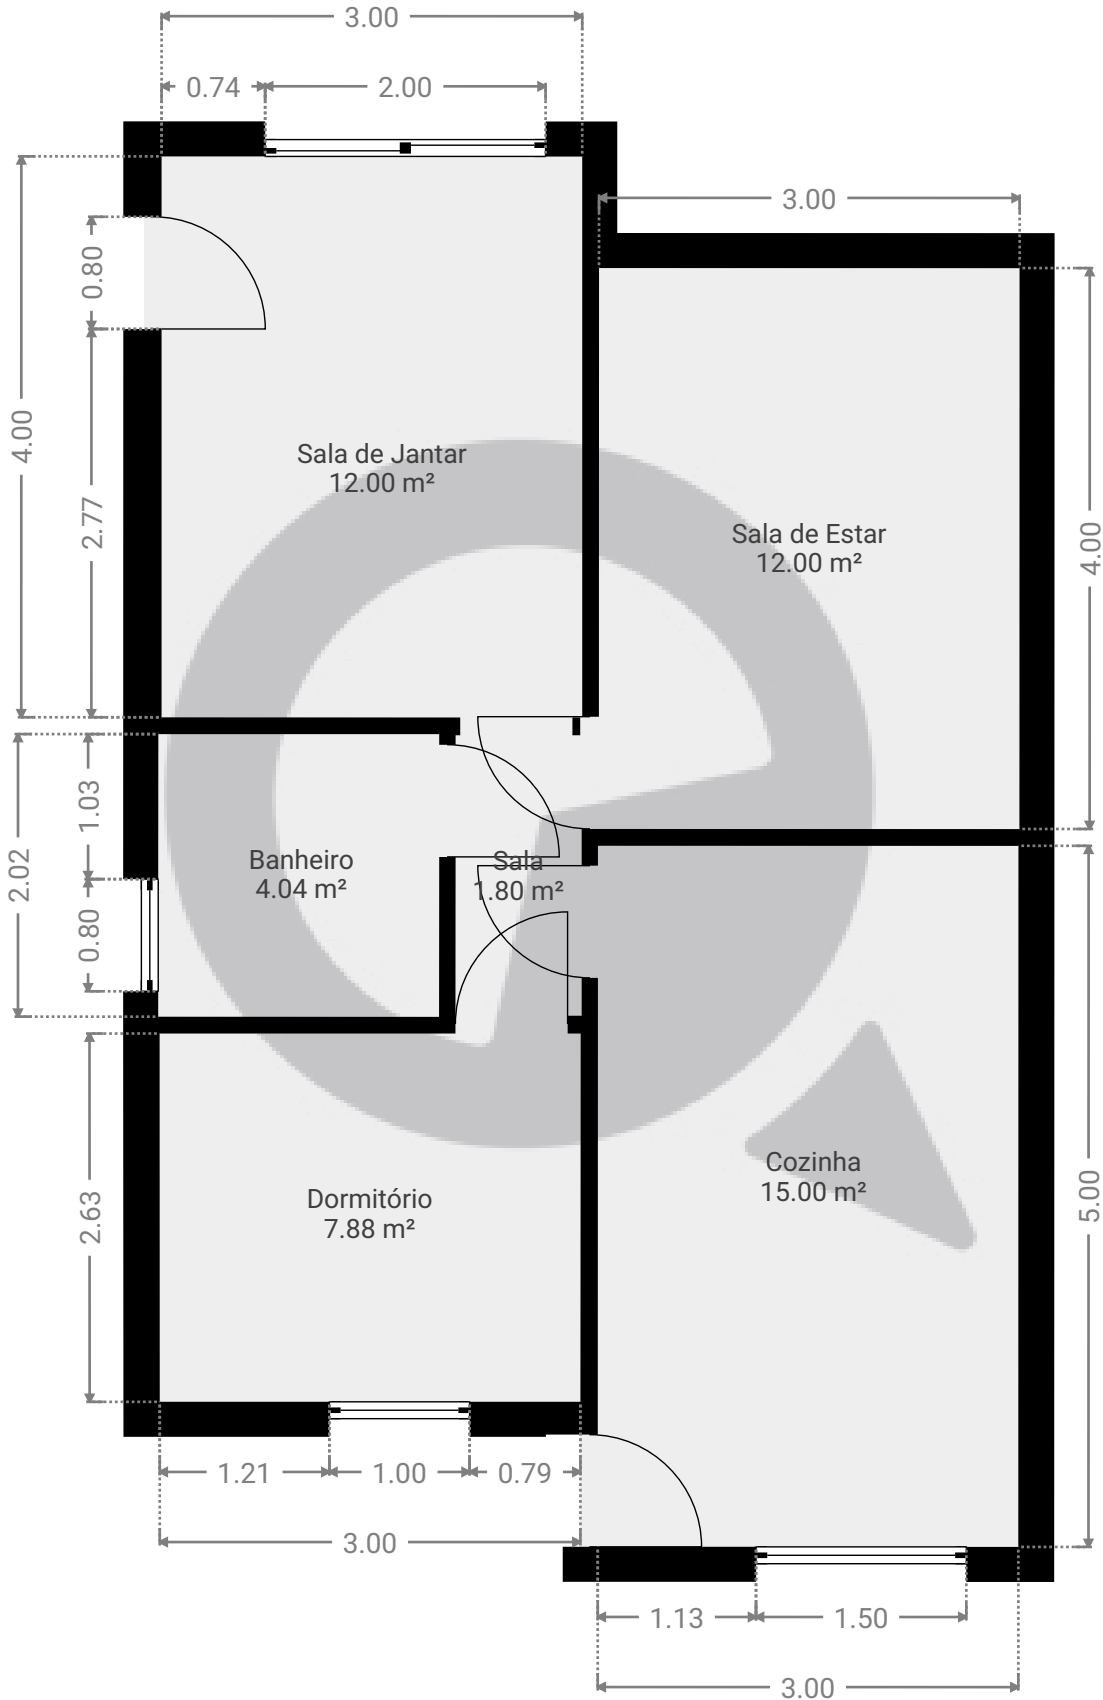 3.00
0.74
2.00
3.00
0.80
4.00
2.77
Sala de Jantar
12.00 m²
Sala de Estar
12.00 m²
4.00
1.03
2.02
0.80
Banheiro
4.04 m²
Sala
1.80 m²
2.63
Dormitório
7.88 m²
Cozinha
15.00 m²
5.00
1.21
1.00
0.79
3.00
1.13
1.50
3.00